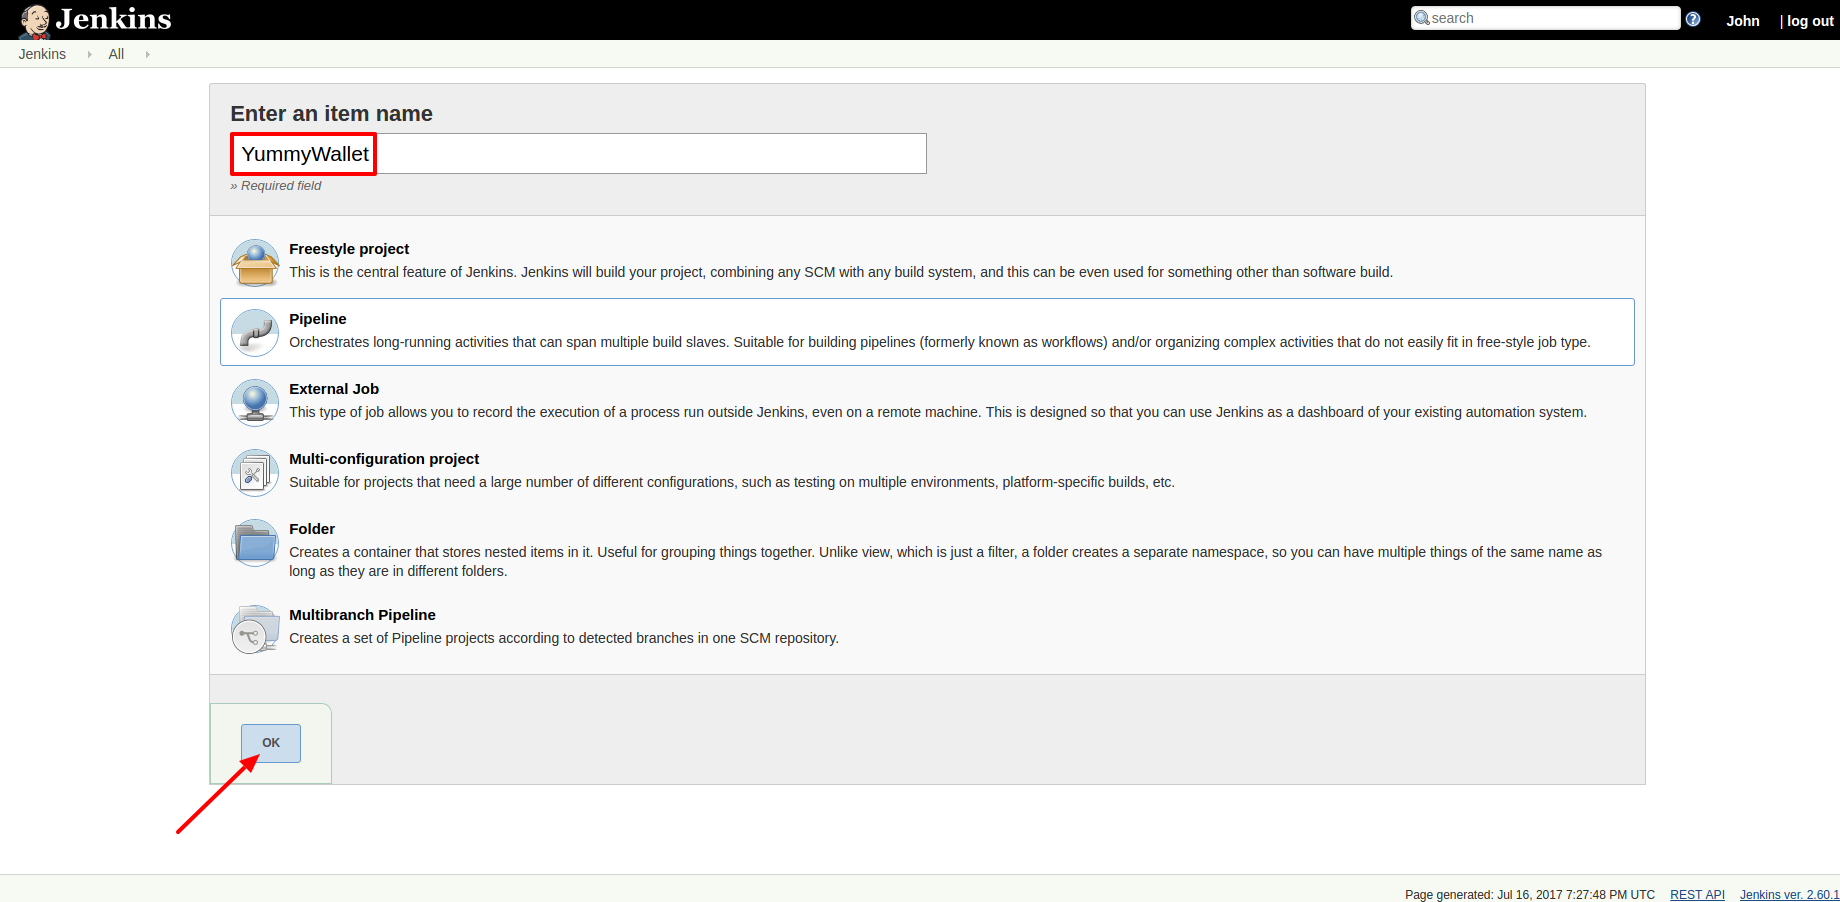 Jenkins
search
John
| log out
Jenkins
All
Enter an item name
YummyWallet
» Required field
Freestyle project
This is the central feature of Jenkins. Jenkins will build your project, combining any SCM with any build system, and this can be even used for something other than software build.
Pipeline
Orchestrates long-running activities that can span multiple build slaves. Suitable for building pipelines (formerly known as workflows) and/or organizing complex activities that do not easily fit in free-style job type.
External Job
This type of job allows you to record the execution of a process run outside Jenkins, even on a remote machine. This is designed so that you can use Jenkins as a dashboard of your existing automation system.
Multi-configuration project
Suitable for projects that need a large number of different configurations, such as testing on multiple environments, platform-specific builds, etc.
Folder
Creates a container that stores nested items in it. Useful for grouping things together. Unlike view, which is just a filter, a folder creates a separate namespace, so you can have multiple things of the same name as
long as they are in different folders.
Multibranch Pipeline
Creates a set of Pipeline projects according to detected branches in one SCM repository.
OK
Page generated: Jul 16, 2017 7:27:48 PM UTC
REST API
Jenkins ver. 2.60.1